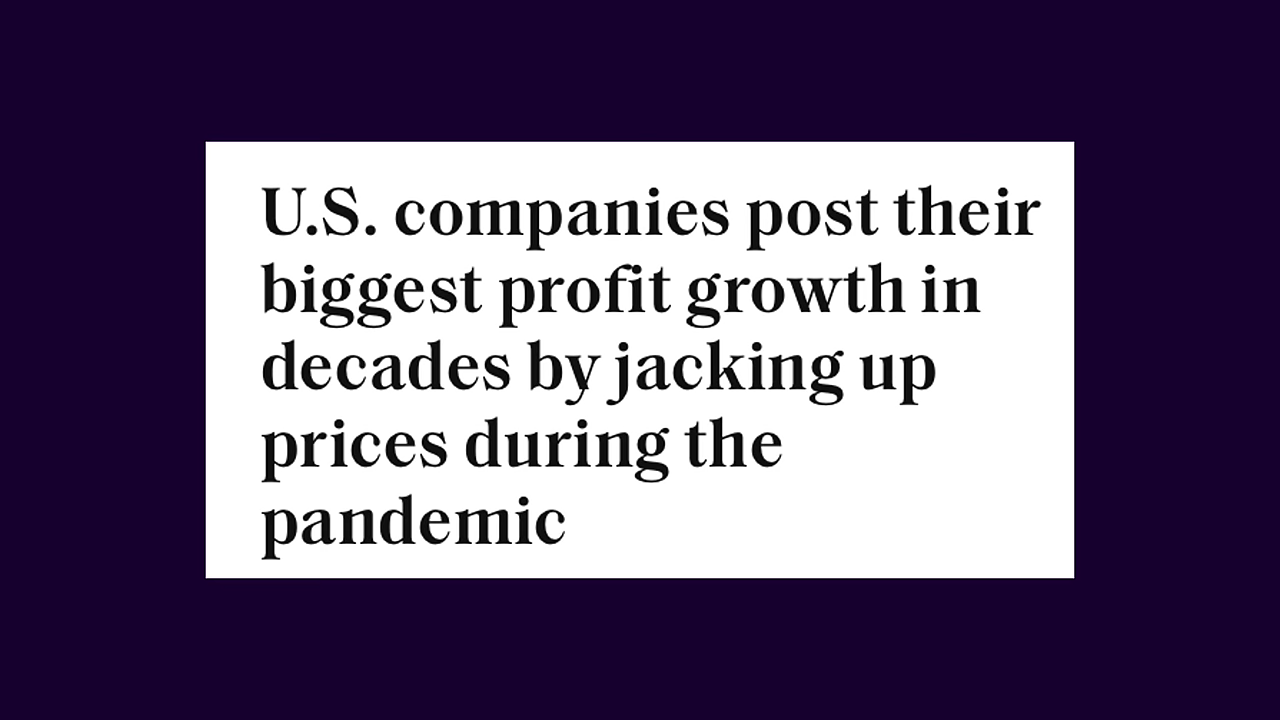 U.S. companies post their
biggest profit growth in
decades by jacking up
prices during the
pandemic